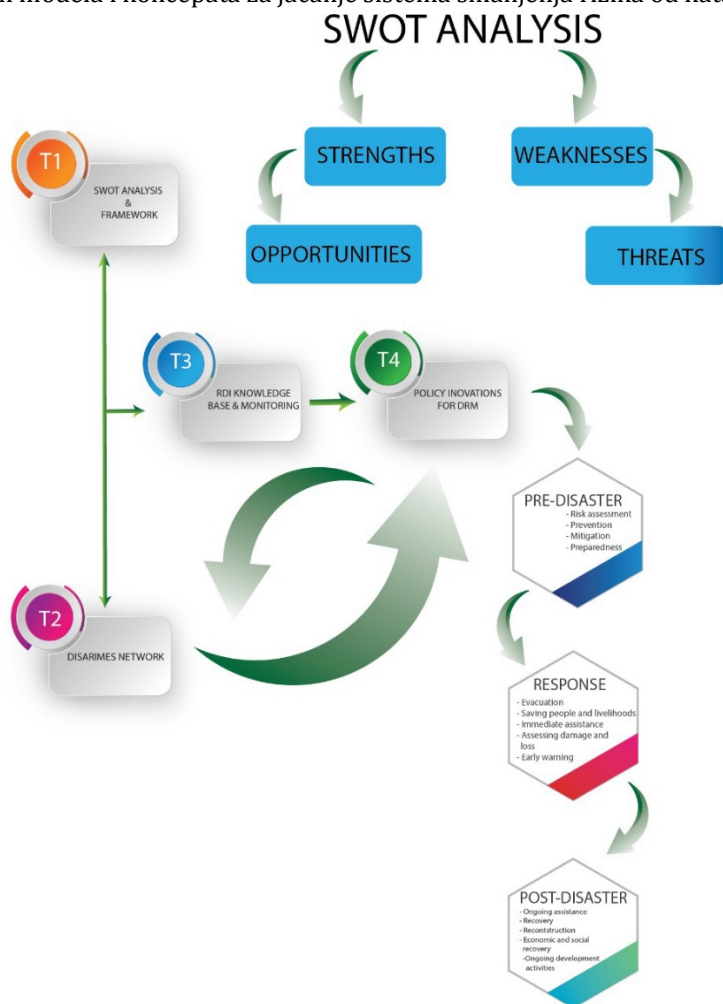 SWOT ANALYSIS
STRENGTHS
WEAKNESSES
OPPORTUNITIES
THREATS
T1
SWOT ANALYSIS
&
FRAMEWORK
T3
RDI KNOWLEDGE
BASE & MONITORING
T4
POLICY INOVATIONS
FOR DRM
T2
DISARIMES NETWORK
PRE-DISASTER
- Risk assessment
- Prevention
- Mitigation
- Preparedness
RESPONSE
- Evacuation
- Saving people and livelihoods
- Immediate assistance
- Assessing damage and
loss
- Early warning
POST-DISASTER
- Ongoing assistance
- Recovery
- Recontstruction
- Economic and social
recovery
-Ongoing development
activities